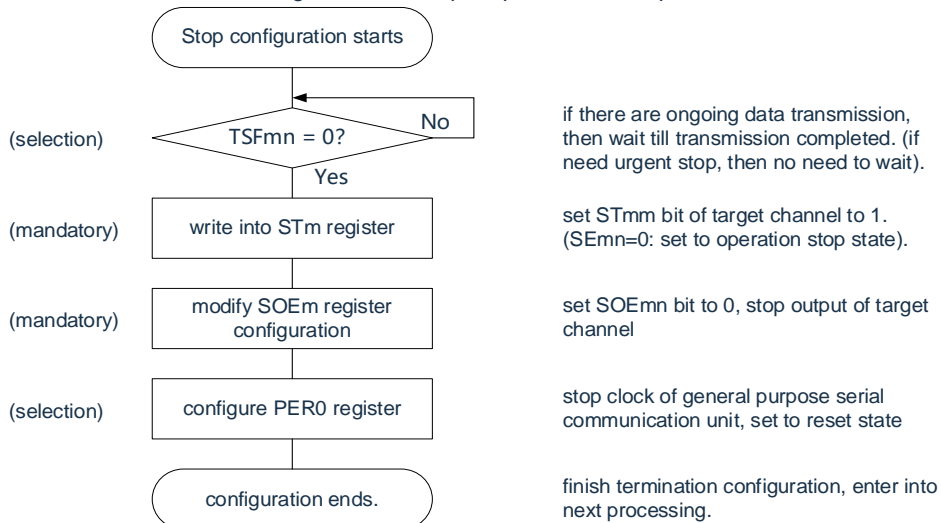 Stop configuration starts
No
(selection)
TSFmn = 0?
if there are ongoing data transmission,
then wait till transmission completed. (if
need urgent stop, then no need to wait).
Yes
(mandatory)
write into STm register
set STmm bit of target channel to 1.
(SEmn=0: set to operation stop state).
(mandatory)
modify SOEm register
configuration
set SOEmn bit to 0, stop output of target
channel
(selection)
configure PER0 register
stop clock of general purpose serial
communication unit, set to reset state
configuration ends.
finish termination configuration, enter into
next processing.